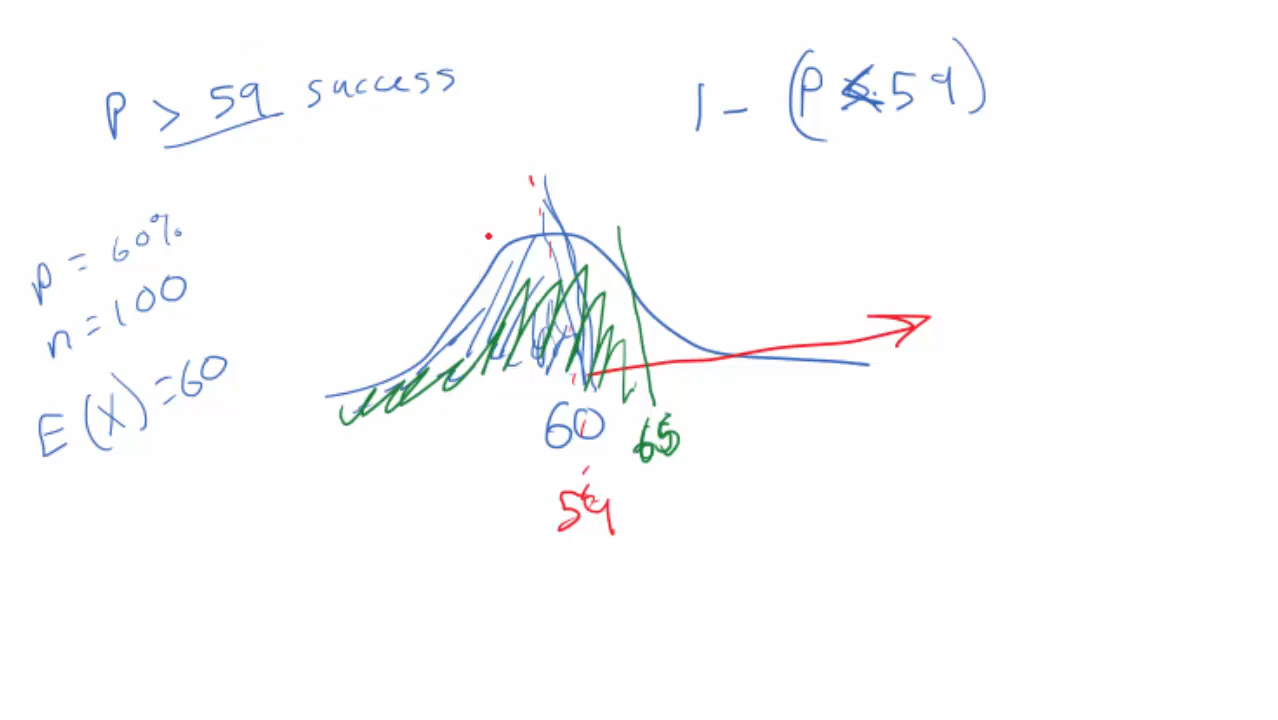 P > 59 success
1 - (P ≤ 59)
p = 60%
n = 100
E(X) = 60
60
65
59